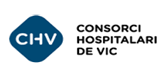 CHV
CONSORCI
HOSPITALARI
DE VIC